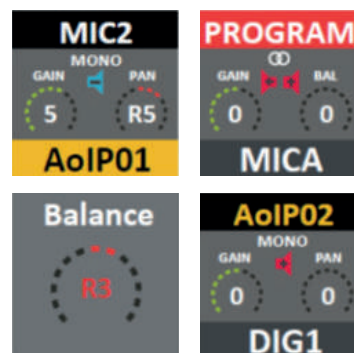 MIC2
MONO
GAIN PAN
5 R5
AoIP01
PROGRAM
GAIN BAL
0 0
MICA
Balance
R3
AoIP02
MONO
GAIN PAN
0 0
DIG1